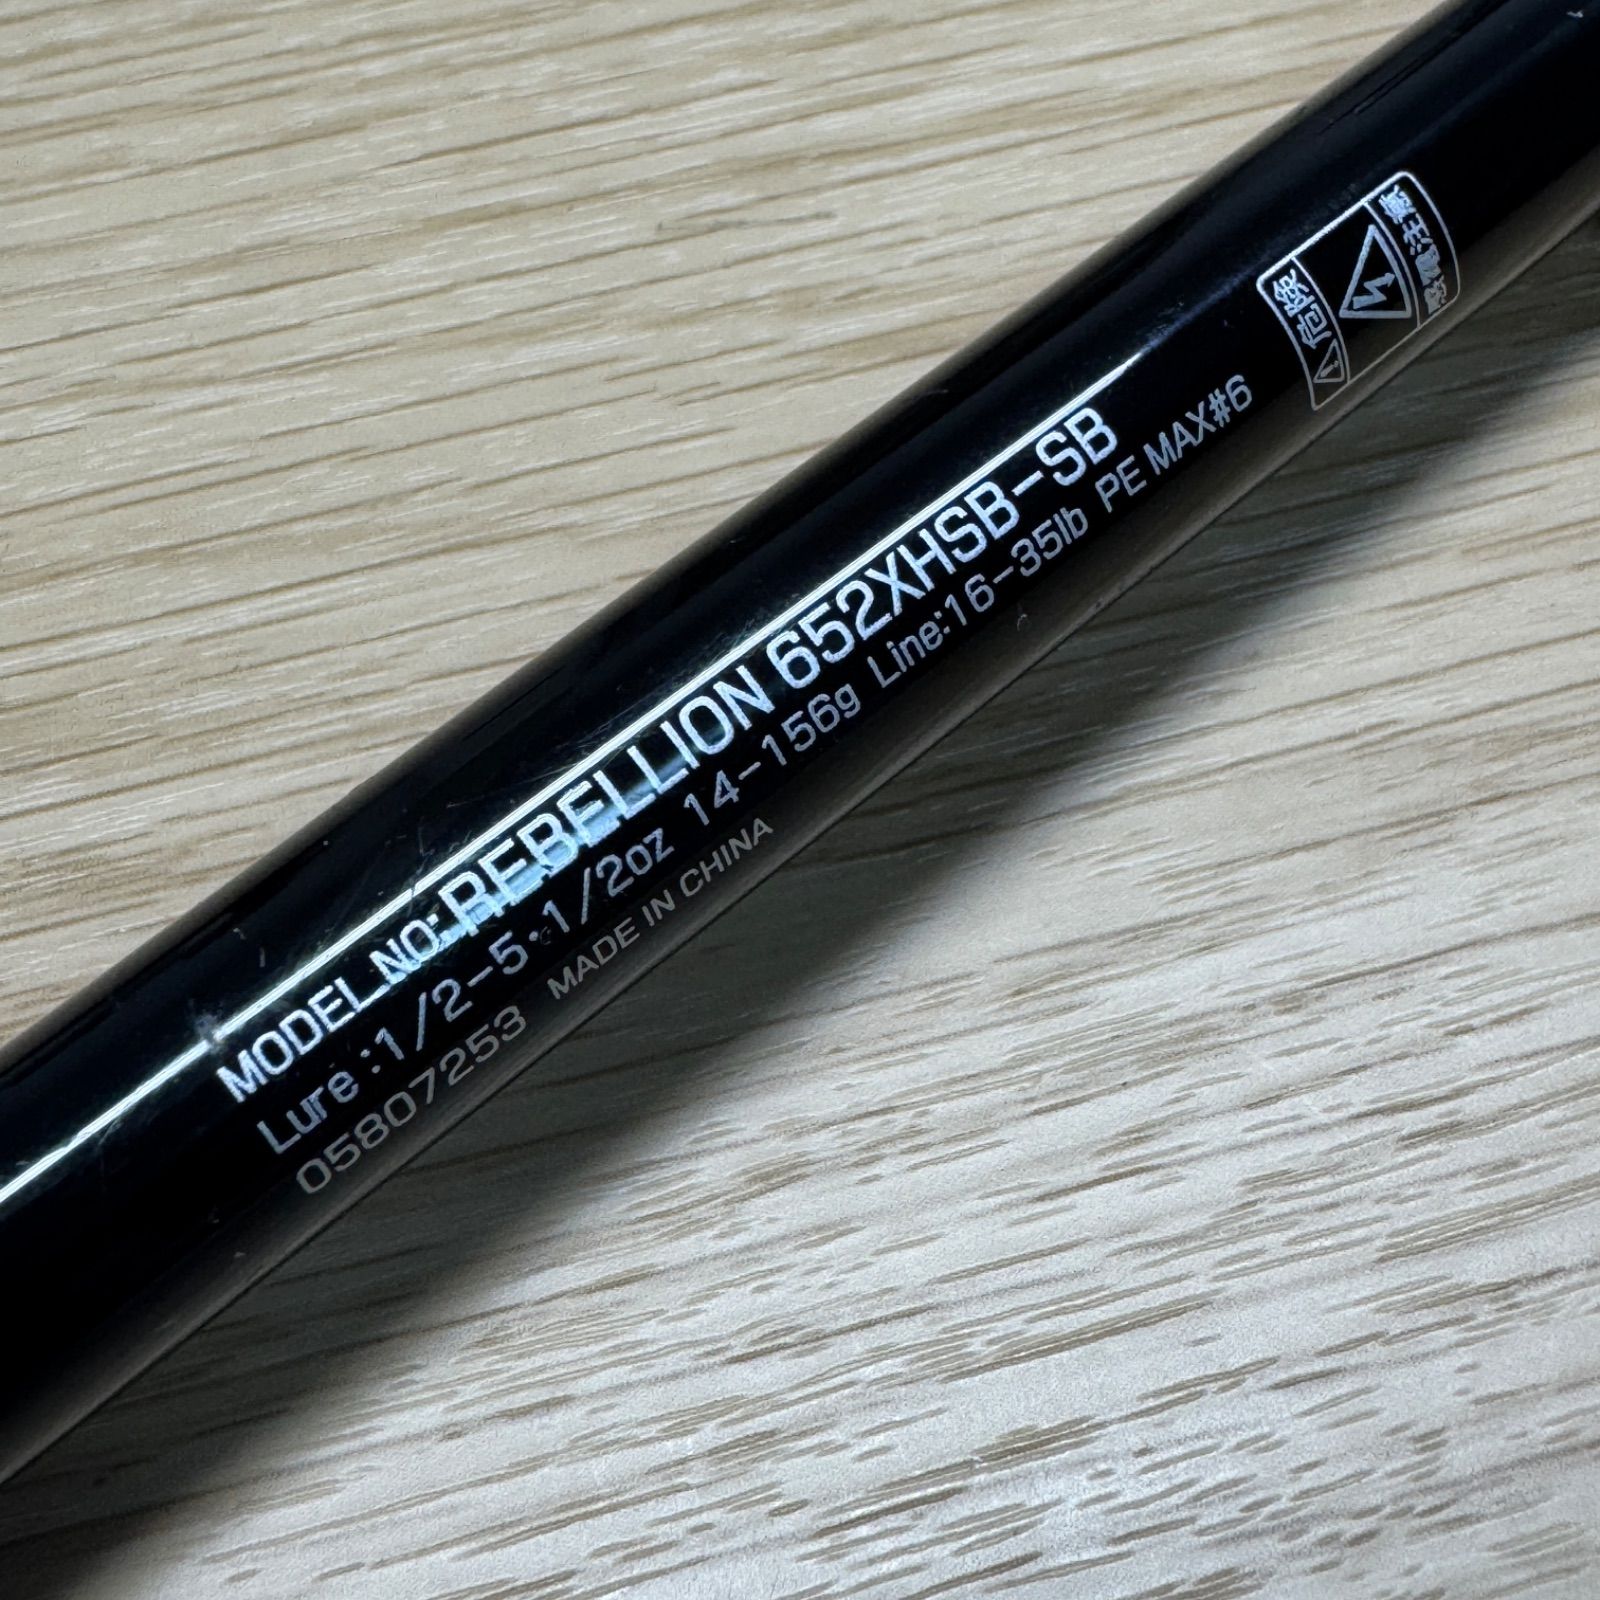 MODEL.NO:REBELLION 652XHSB-SB
Lure :1/2-5・1/2oz 14-156g Line:16-35lb PE MAX#6
05807253 MADE IN CHINA
危険
感電注意